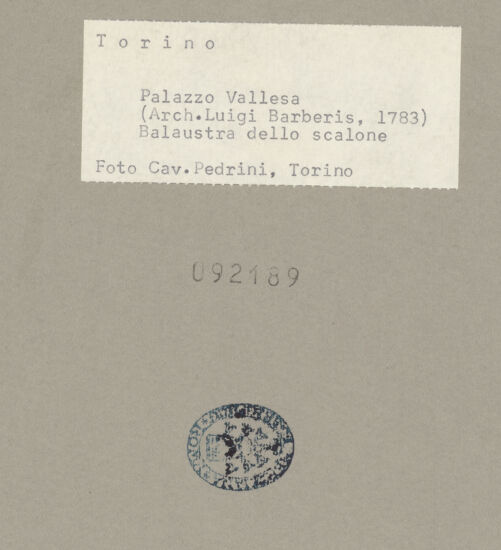 Torino
Palazzo Vallesa
(Arch.Luigi Barberis, 1783)
Balaustra dello scalone
Foto Cav.Pedrini, Torino
092189